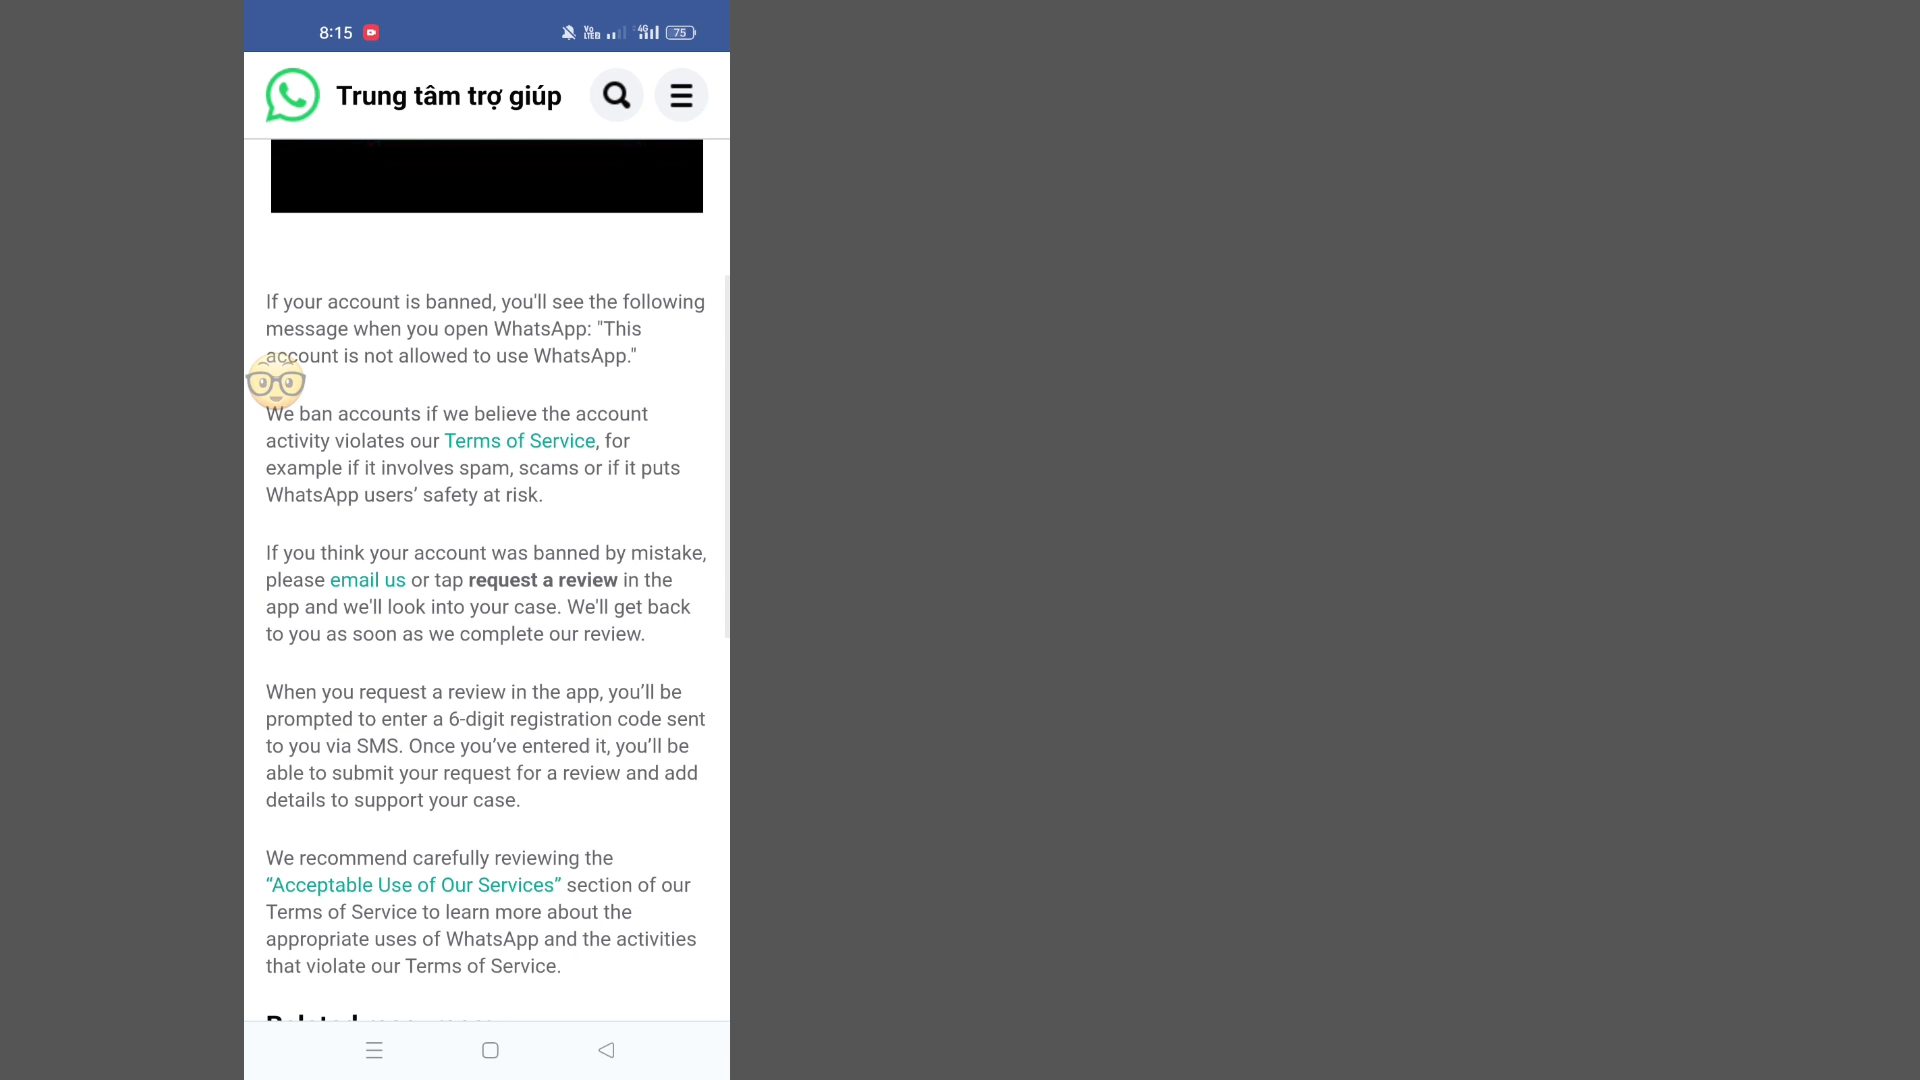 8:15
Vo
LTE2
4G
75
Trung tâm trợ giúp
If your account is banned, you'll see the following
message when you open WhatsApp: "This
account is not allowed to use WhatsApp."
We ban accounts if we believe the account
activity violates our Terms of Service, for
example if it involves spam, scams or if it puts
WhatsApp users’ safety at risk.
If you think your account was banned by mistake,
please email us or tap request a review in the
app and we'll look into your case. We'll get back
to you as soon as we complete our review.
When you request a review in the app, you’ll be
prompted to enter a 6-digit registration code sent
to you via SMS. Once you’ve entered it, you’ll be
able to submit your request for a review and add
details to support your case.
We recommend carefully reviewing the
“Acceptable Use of Our Services” section of our
Terms of Service to learn more about the
appropriate uses of WhatsApp and the activities
that violate our Terms of Service.
Related